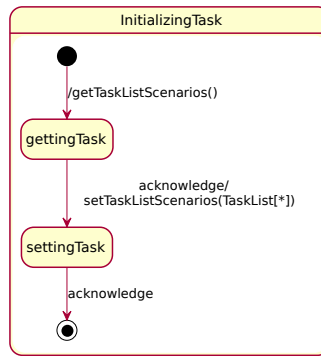 InitializingTask
/getTaskListScenarios()
gettingTask
acknowledge/
setTaskListScenarios(TaskList[*])
settingTask
acknowledge